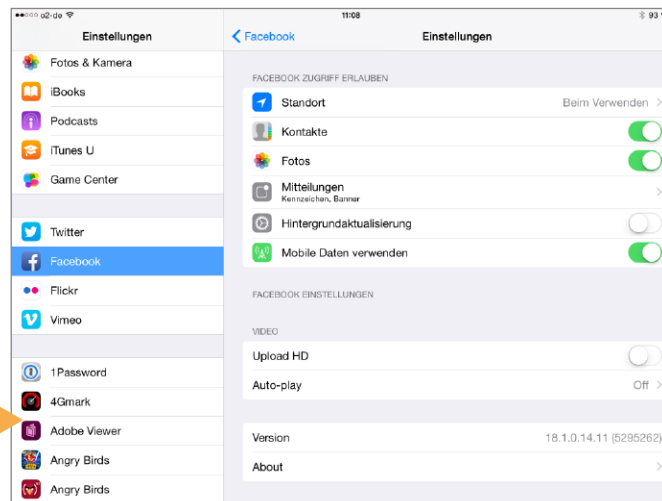 o2-de
11:08
93
Einstellungen
Facebook
Einstellungen
Fotos & Kamera
iBooks
Podcasts
iTunes U
Game Center
Twitter
Facebook
Flickr
Vimeo
1Password
4Gmark
Adobe Viewer
Angry Birds
Angry Birds
FACEBOOK ZUGRIFF ERLAUBEN
Standort Beim Verwenden
Kontakte
Fotos
Mitteilungen
Kennzeichen, Banner
Hintergrundaktualisierung
Mobile Daten verwenden
FACEBOOK EINSTELLUNGEN
VIDEO
Upload HD
Auto-play Off
Version 18.1.0.14.11 (5295262)
About